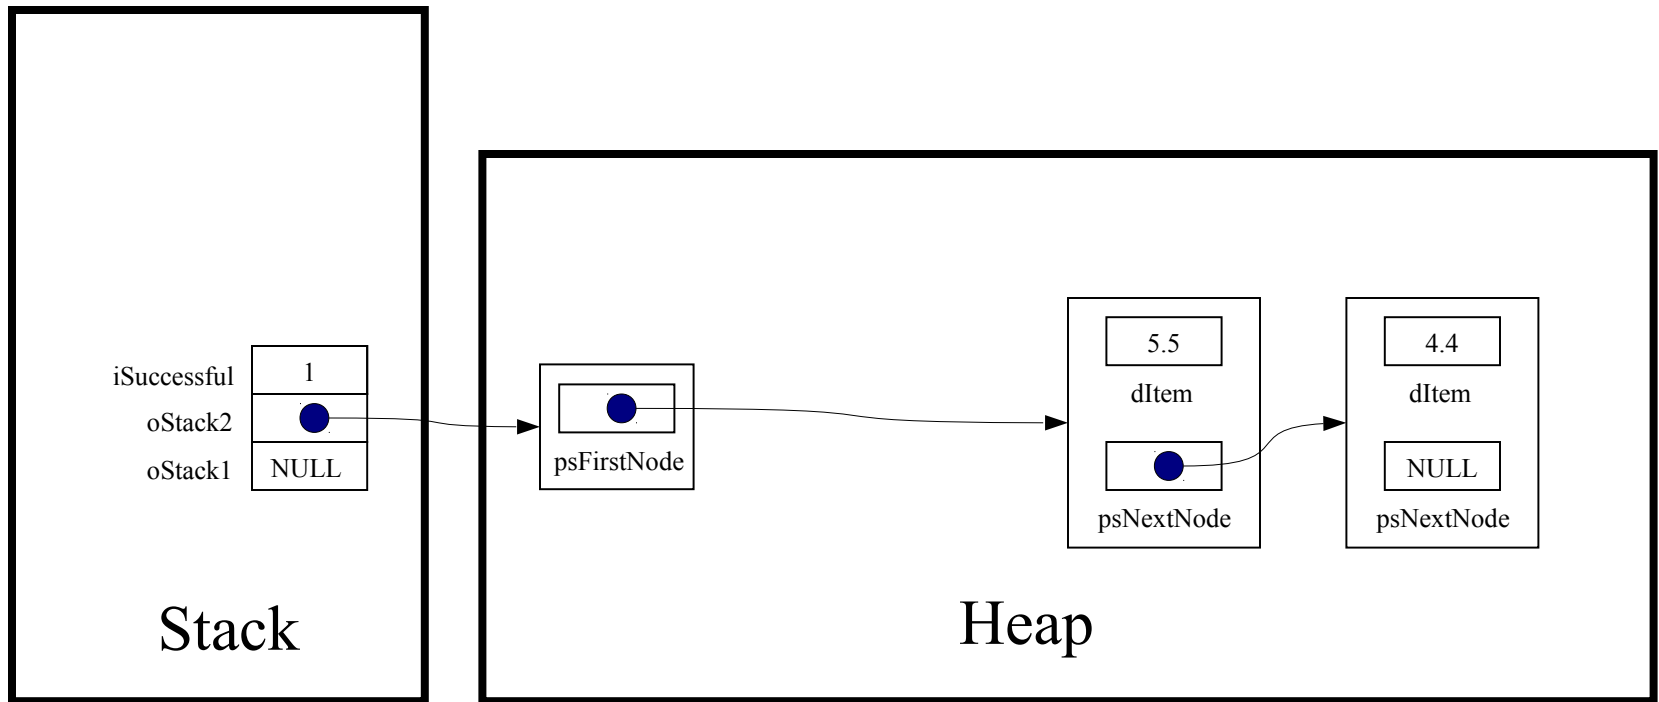 iSuccessful 1
oStack2
oStack1 NULL
Stack
psFirstNode
5.5
dItem
psNextNode
4.4
dItem
NULL
psNextNode
Heap